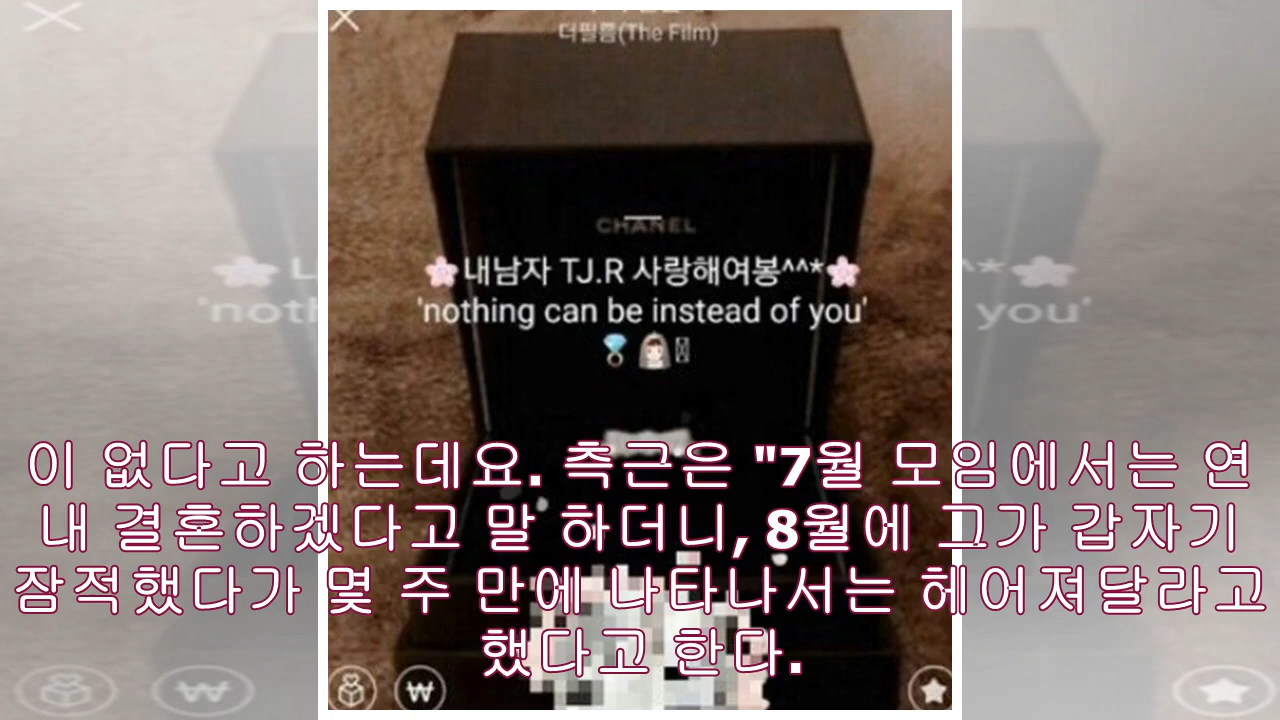 더필름(The Film)
CHANEL
🌸내남자 TJ.R 사랑해여봉^^*🌸
'nothing can be instead of you'
💍👰
이 없다고 하는데요. 측근은 "7월 모임에서는 연
내 결혼하겠다고 말 하더니, 8월에 그가 갑자기
잠적했다가 몇 주 만에 나타나서는 헤어져달라고
했다고 한다.